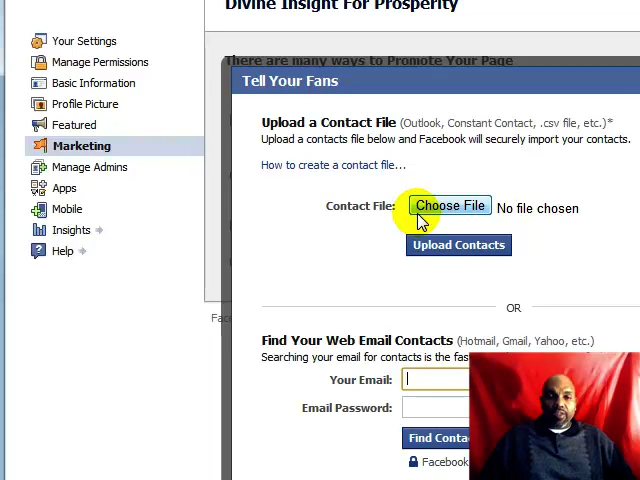 Divine Insight For Prosperity
Your Settings
Manage Permissions
Basic Information
Profile Picture
Featured
Marketing
Manage Admins
Apps
Mobile
Insights
Help
There are many ways to Promote Your Page
Tell Your Fans
Upload a Contact File (Outlook, Constant Contact, .csv file, etc.)*
Upload a contacts file below and Facebook will securely import your contacts.
How to create a contact file...
Contact File: Choose File No file chosen
Upload Contacts
OR
Find Your Web Email Contacts (Hotmail, Gmail, Yahoo, etc.)
Searching your email for contacts is the
Your Email:
Email Password:
Find
Facebook